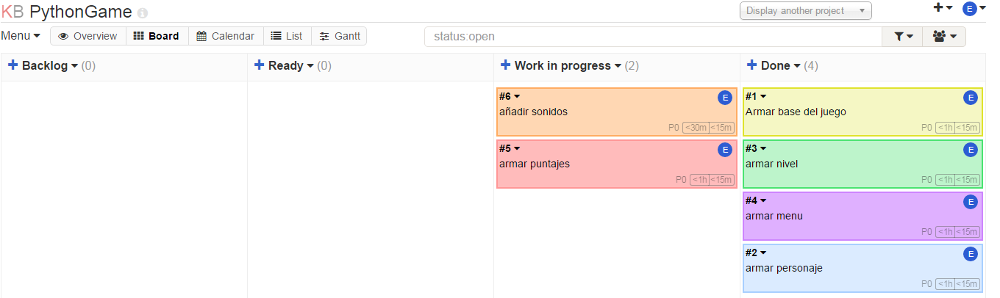 KB PythonGame
Display another project
E
Menu Overview Board Calendar List Gantt
status:open
Backlog (0)
Ready (0)
Work in progress (2)
Done (4)
#6 E
añadir sonidos
P0 <30m <15m
#5 E
armar puntajes
P0 <1h <15m
#1 E
Armar base del juego
P0 <1h <15m
#3 E
armar nivel
P0 <1h <15m
#4 E
armar menu
P0 <1h <15m
#2 E
armar personaje
P0 <1h <15m